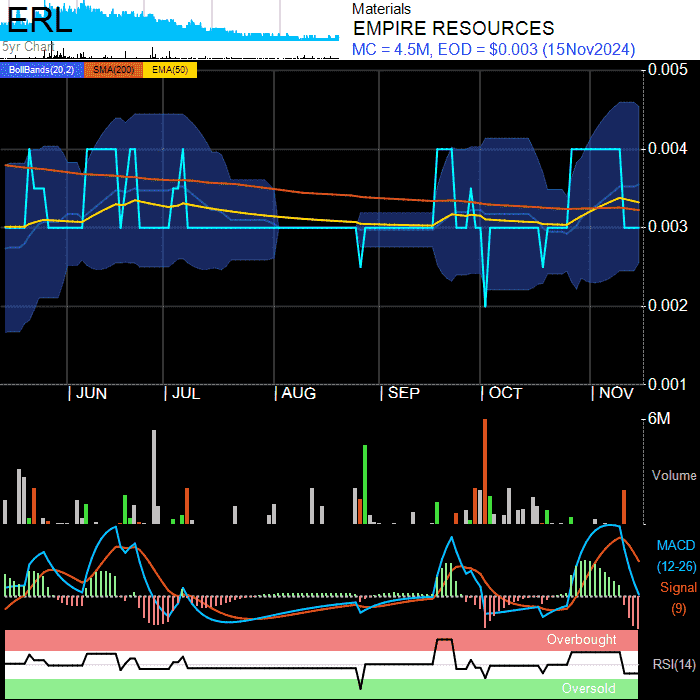 ERL
5yr Chart
Materials
EMPIRE RESOURCES
MC = 4.5M, EOD = $0.003 (15Nov2024)
BollBands(20,2) SMA(200) EMA(50)
0.005
0.004
0.003
0.002
0.001
| JUN | JUL | AUG | SEP | OCT | NOV
6M
Volume
MACD
(12-26)
Signal
(9)
Overbought
RSI(14)
Oversold